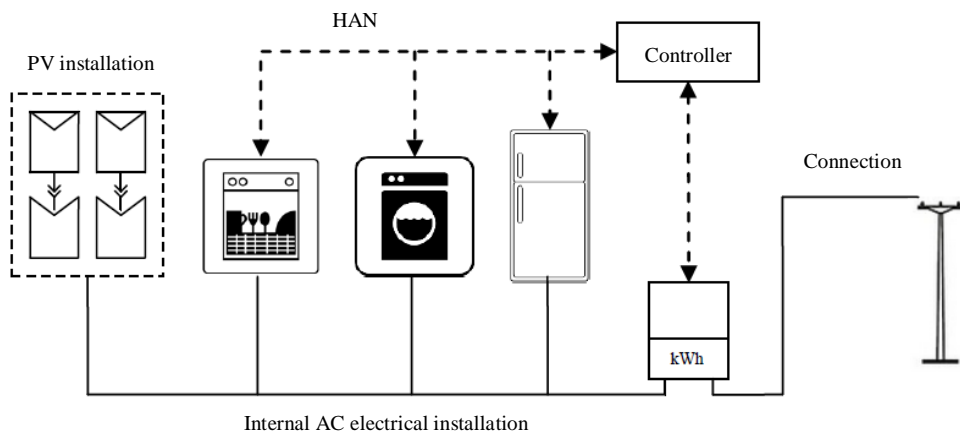 HAN
Controller
PV installation
Connection
kWh
Internal AC electrical installation